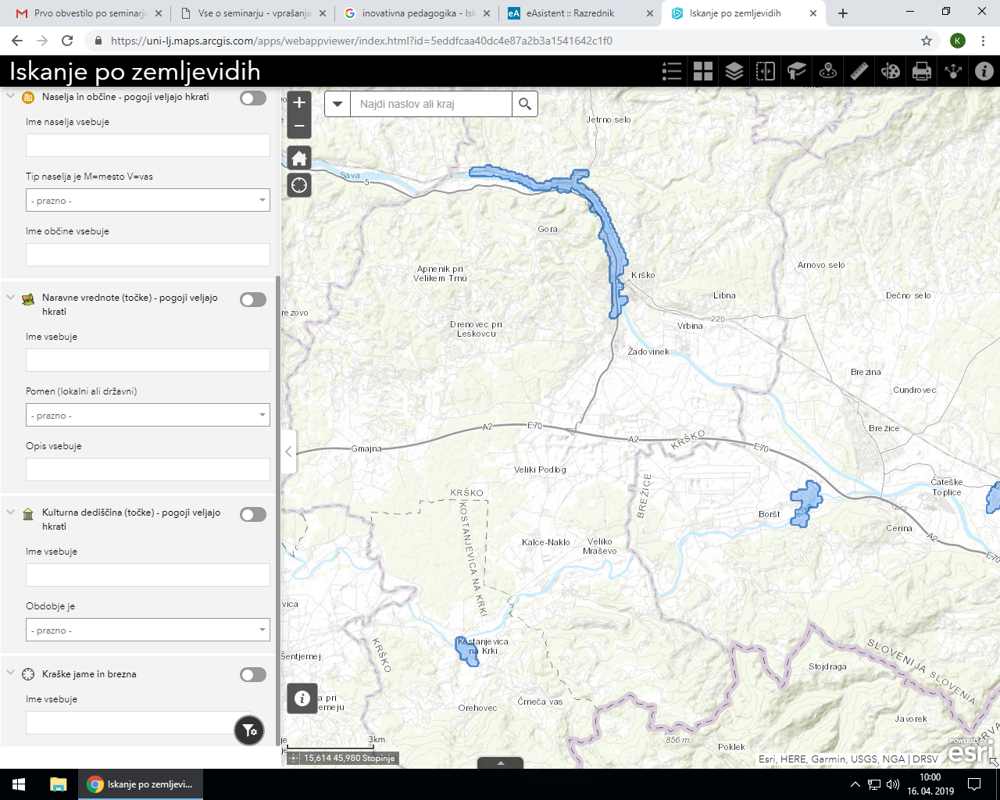 Prvo obvestilo po seminarju
Vse o seminarju - vprašanja
inovativna pedagogika - Isk
eAsistent :: Razrednik
Iskanje po zemljevidih
https://uni-lj.maps.arcgis.com/apps/webappviewer/index.html?id=5eddfcaa40dc4e87a2b3a1541642c1f0
K
Iskanje po zemljevidih
Naselja in občine - pogoji veljajo hkrati
Ime naselja vsebuje
Tip naselja je M=mesto V=vas
- prazno -
Ime občine vsebuje
Naravne vrednote (točke) - pogoji veljajo
hkrati
Ime vsebuje
Pomen (lokalni ali državni)
- prazno -
Opis vsebuje
Kulturna dediščina (točke) - pogoji veljajo
hkrati
Ime vsebuje
Obdobje je
- prazno -
Kraške jame in brezna
Ime vsebuje
Najdi naslov ali kraj
Jetrno selo
Sava
5
Gora
Apnenik pri
Velikem Trnu
Krško
Arnovo selo
Libna
Dečno selo
rezovo
220
Drenovec pri
Leskovcu
Vrbina
Žadovinek
Brezina
Cundrovec
A2
E70
Brežice
A2
KRŠKO
E70
Gmajna
Veliki Podlog
Čateške
Toplice
KRŠKO
BREŽICE
KOSTANJEVICA NA KRKI
Boršt
Cerina
Kalce-Naklo
Veliko
Mraševo
A2
E70
vica
Kostanjevica
na Krki
Šentjernej
KRŠKO
SLOVENIJA
SLOVENIA
Stojdraga
a pri
erneju
Orehovec
Črneča vas
Javorek
856 m
Poklek
3km
15,614 45,980 Stopinje
Esri, HERE, Garmin, USGS, NGA | DRSV
POWERED BY
esri
Iskanje po zemljevi...
10:00
16. 04. 2019